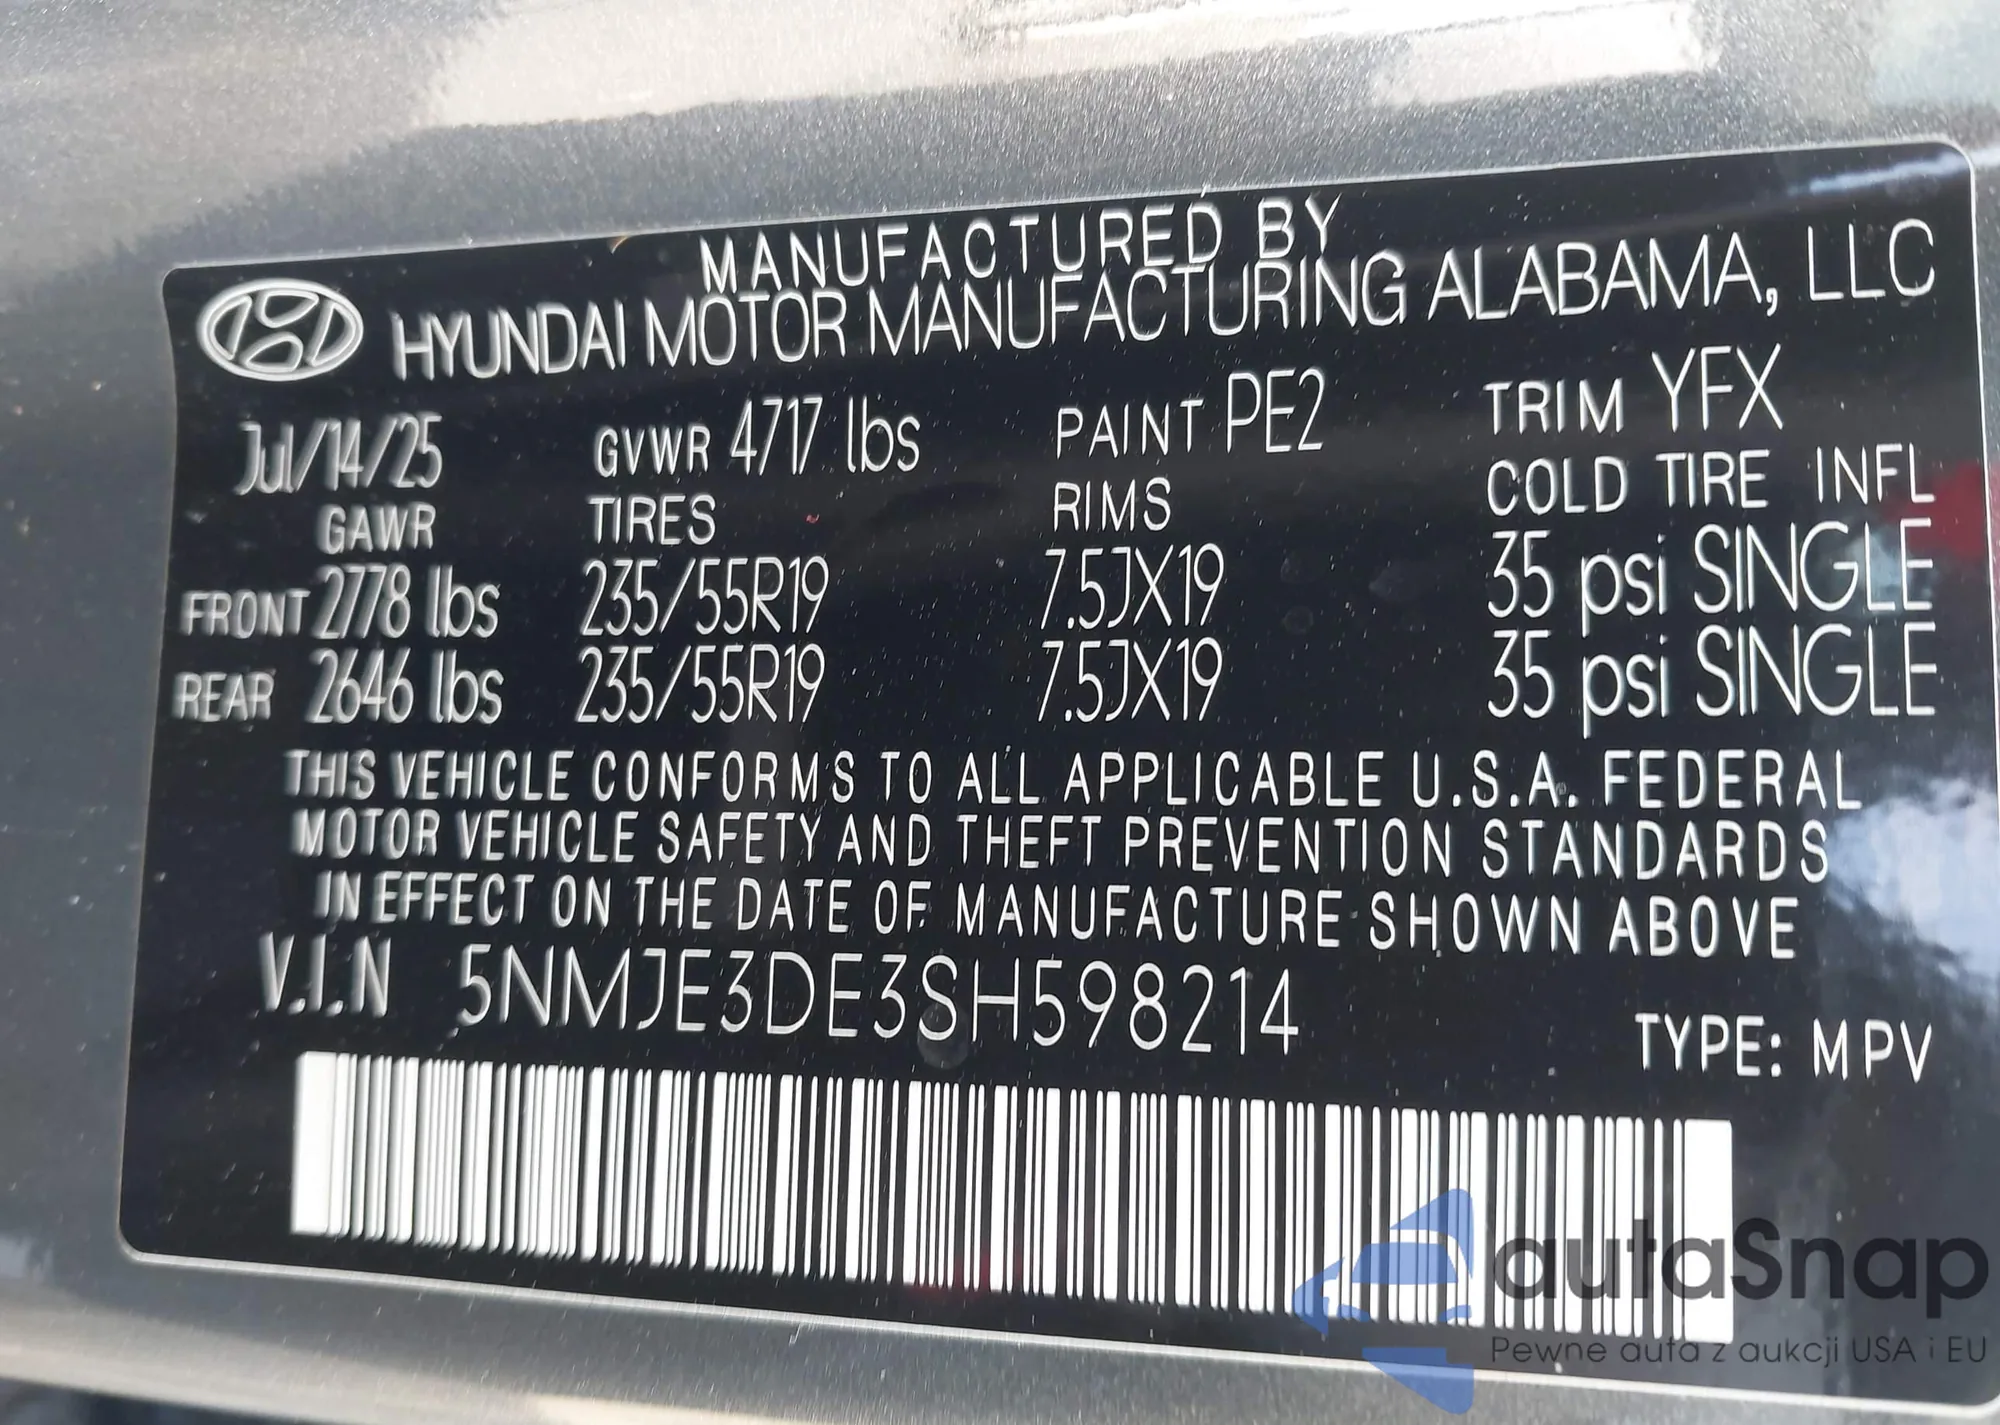 MANUFACTURED BY
HYUNDAI MOTOR MANUFACTURING ALABAMA, LLC
Jul/14/25 GVWR 4717 lbs PAINT PE2 TRIM YFX
GAWR TIRES RIMS COLD TIRE INFL
FRONT 2778 lbs 235/55R19 7.5JX19 35 psi SINGLE
REAR 2646 lbs 235/55R19 7.5JX19 35 psi SINGLE
THIS VEHICLE CONFORMS TO ALL APPLICABLE U.S.A. FEDERAL
MOTOR VEHICLE SAFETY AND THEFT PREVENTION STANDARDS
IN EFFECT ON THE DATE OF MANUFACTURE SHOWN ABOVE
V.I.N 5NMJE3DE3SH598214
TYPE: MPV
autaSnap
Pewne auta z aukcji USA i EU